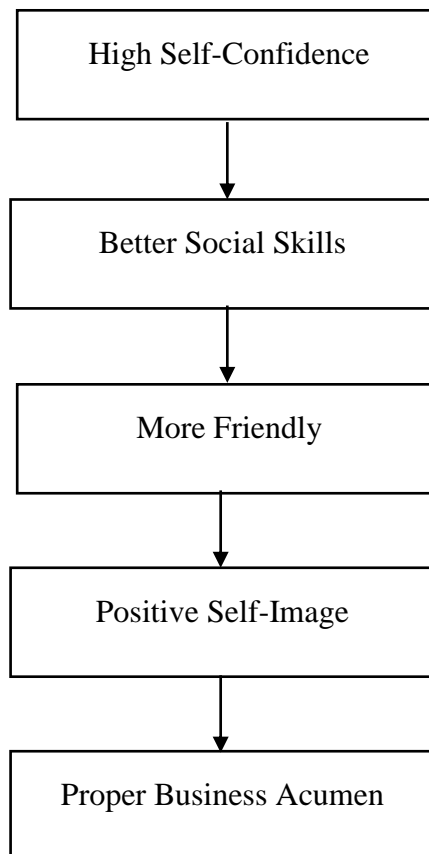 High Self-Confidence
Better Social Skills
More Friendly
Positive Self-Image
Proper Business Acumen